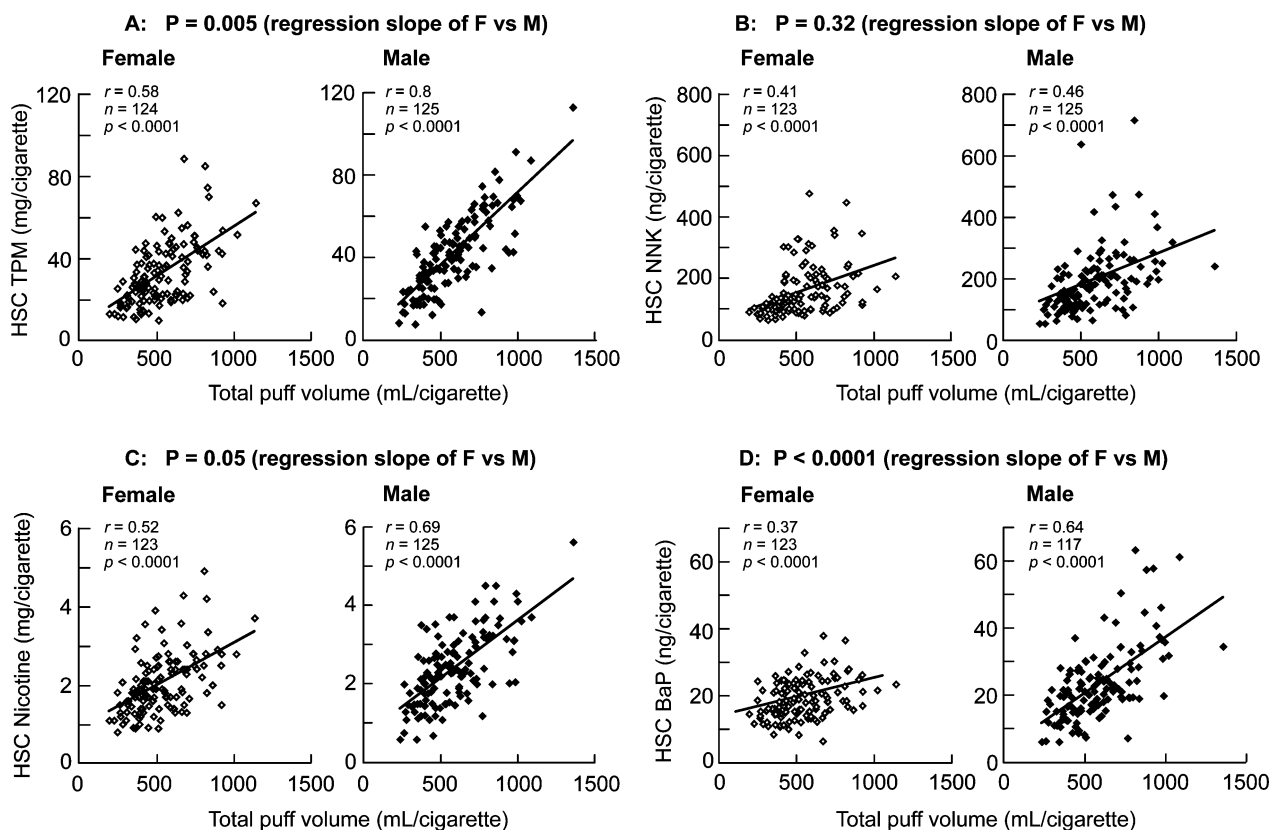 A: P = 0.005 (regression slope of F vs M)
Female
Male
r = 0.58
n = 124
p < 0.0001
r = 0.8
n = 125
p < 0.0001
HSC TPM (mg/cigarette)
120
80
40
0
120
80
40
0
0 500 1000 1500
0 500 1000 1500
Total puff volume (mL/cigarette)
B: P = 0.32 (regression slope of F vs M)
Female
Male
r = 0.41
n = 123
p < 0.0001
r = 0.46
n = 125
p < 0.0001
HSC NNK (ng/cigarette)
800
600
400
200
0
800
600
400
200
0
0 500 1000 1500
0 500 1000 1500
Total puff volume (mL/cigarette)
C: P = 0.05 (regression slope of F vs M)
Female
Male
r = 0.52
n = 123
p < 0.0001
r = 0.69
n = 125
p < 0.0001
HSC Nicotine (mg/cigarette)
6
4
2
0
6
4
2
0
0 500 1000 1500
0 500 1000 1500
Total puff volume (mL/cigarette)
D: P < 0.0001 (regression slope of F vs M)
Female
Male
r = 0.37
n = 123
p < 0.0001
r = 0.64
n = 117
p < 0.0001
HSC BaP (ng/cigarette)
60
40
20
0
60
40
20
0
0 500 1000 1500
0 500 1000 1500
Total puff volume (mL/cigarette)